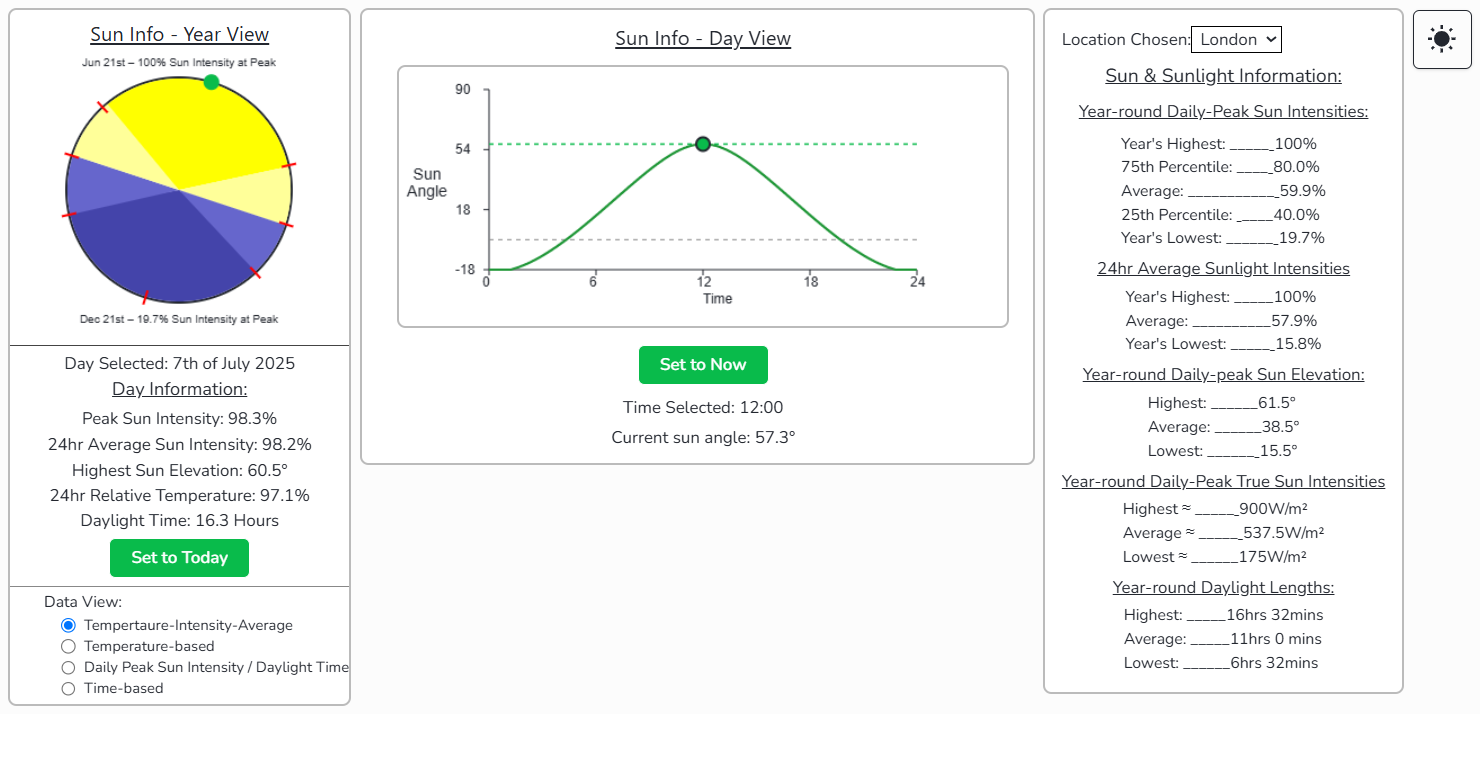 Sun Info - Year View
Jun 21st – 100% Sun Intensity at Peak
Dec 21st – 19.7% Sun Intensity at Peak
Day Selected: 7th of July 2025
Day Information:
Peak Sun Intensity: 98.3%
24hr Average Sun Intensity: 98.2%
Highest Sun Elevation: 60.5°
24hr Relative Temperature: 97.1%
Daylight Time: 16.3 Hours
Set to Today
Data View:
Tempertaure-Intensity-Average
Temperature-based
Daily Peak Sun Intensity / Daylight Time
Time-based
Sun Info - Day View
90
54
Sun
Angle
18
-18
0 6 12 18 24
Time
Set to Now
Time Selected: 12:00
Current sun angle: 57.3°
Location Chosen: London
Sun & Sunlight Information:
Year-round Daily-Peak Sun Intensities:
Year's Highest: ______100%
75th Percentile: _____80.0%
Average: ____________59.9%
25th Percentile: _____40.0%
Year's Lowest: _______19.7%
24hr Average Sunlight Intensities
Year's Highest: _____100%
Average: __________57.9%
Year's Lowest: ______15.8%
Year-round Daily-peak Sun Elevation:
Highest: ______61.5°
Average: ______38.5°
Lowest: _______15.5°
Year-round Daily-Peak True Sun Intensities
Highest ≈ ______900W/m²
Average ≈ ______537.5W/m²
Lowest ≈ ______175W/m²
Year-round Daylight Lengths:
Highest: _____16hrs 32mins
Average: _____11hrs 0 mins
Lowest: ______6hrs 32mins